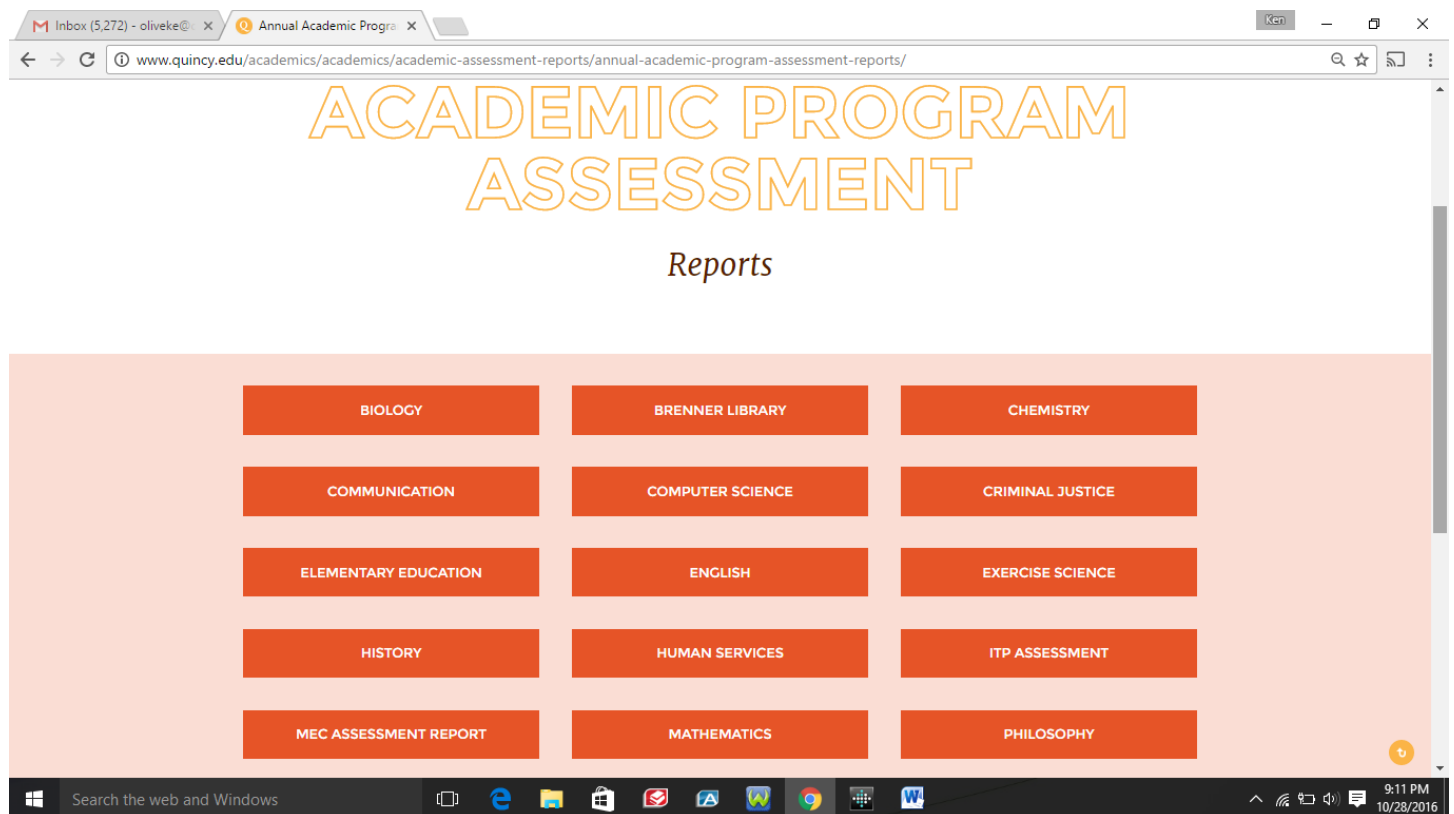 Inbox (5,272) - oliveke@
Annual Academic Progra
Ken
www.quincy.edu/academics/academics/academic-assessment-reports/annual-academic-program-assessment-reports/
ACADEMIC PROGRAM
ASSESSMENT
Reports
BIOLOGY BRENNER LIBRARY CHEMISTRY
COMMUNICATION COMPUTER SCIENCE CRIMINAL JUSTICE
ELEMENTARY EDUCATION ENGLISH EXERCISE SCIENCE
HISTORY HUMAN SERVICES ITP ASSESSMENT
MEC ASSESSMENT REPORT MATHEMATICS PHILOSOPHY
Search the web and Windows
9:11 PM
10/28/2016